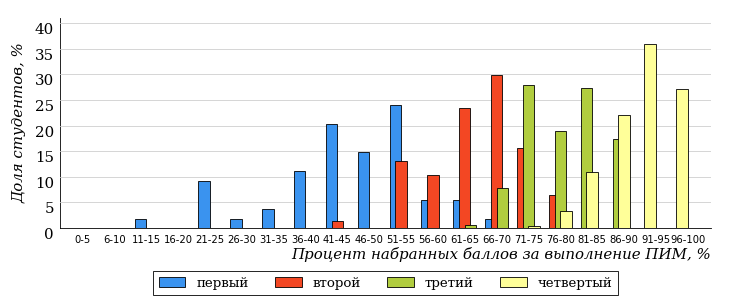 Доля студентов, %
40
35
30
25
20
15
10
5
0
0-5 6-10 11-15 16-20 21-25 26-30 31-35 36-40 41-45 46-50 51-55 56-60 61-65 66-70 71-75 76-80 81-85 86-90 91-95 96-100
Процент набранных баллов за выполнение ПИМ, %
первый второй третий четвертый